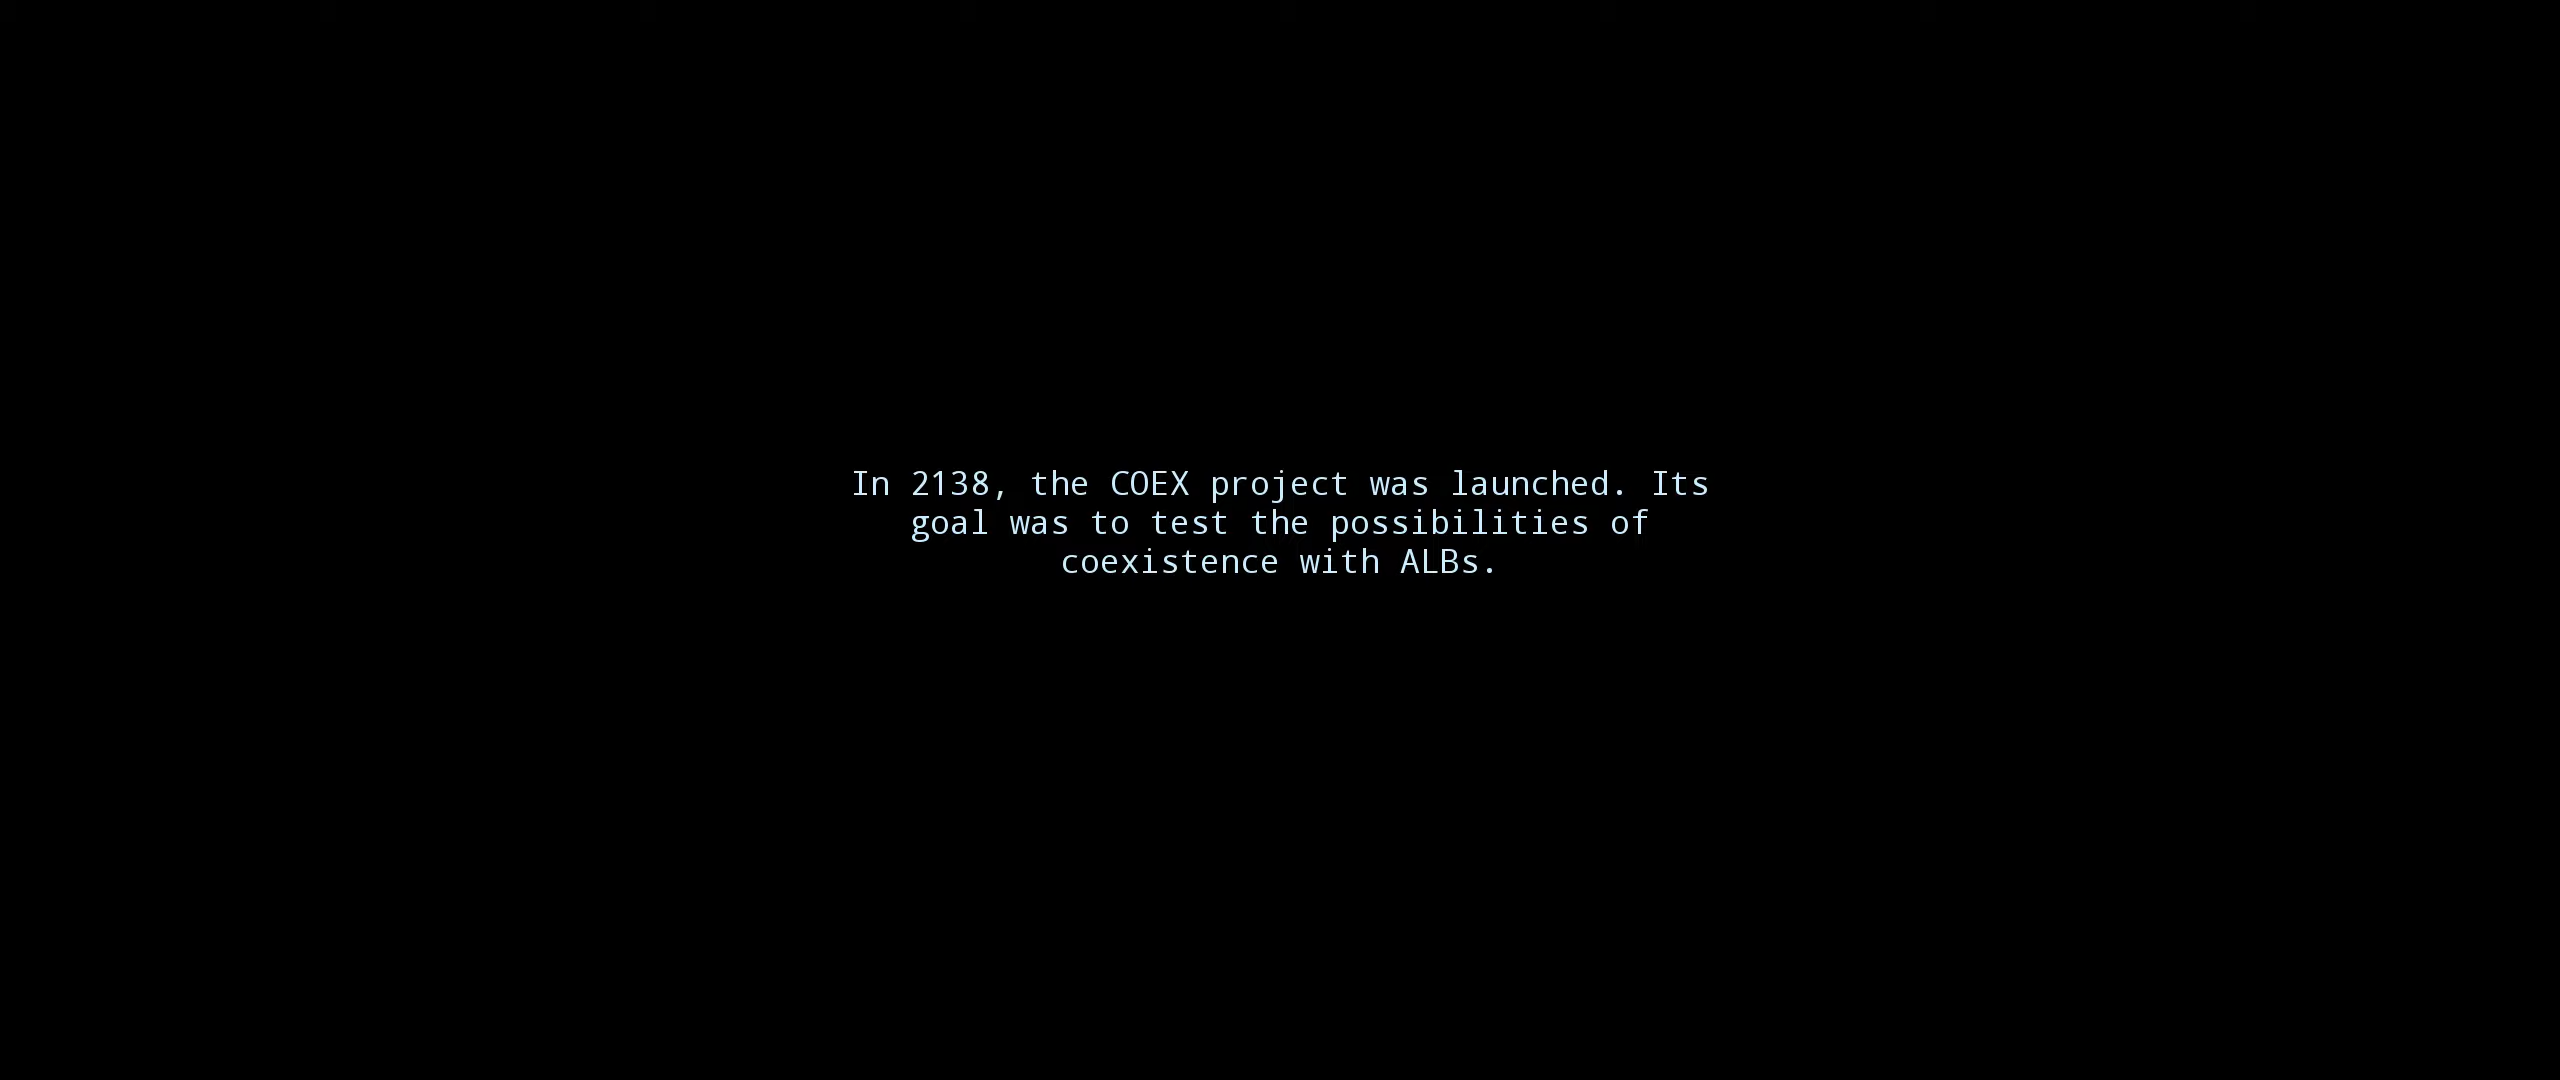 In 2138, the COEX project was launched. Its
goal was to test the possibilities of
coexistence with ALBs.